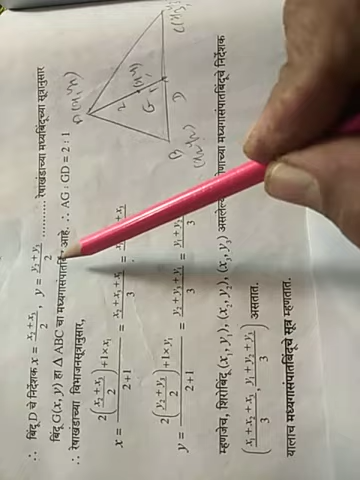 ∴ बिंदू D चे निर्देशक x = (x₂ + x₃)/2 , y = (y₂ + y₃)/2 .......... रेषाखंडाच्या मध्यबिंदूच्या सूत्रानुसार
बिंदू G(x, y) हा Δ ABC चा मध्यगासंपातबिंदू आहे. ∴ AG : GD = 2 : 1
∴ रेषाखंडाच्या विभाजनसूत्रानुसार,
x = (2((x₂ + x₃)/2) + 1 × x₁)/(2 + 1) = (x₂ + x₃ + x₁)/3 = (x₁ + x₂ + x₃)/3
y = (2((y₂ + y₃)/2) + 1 × y₁)/(2 + 1) = (y₂ + y₃ + y₁)/3 = (y₁ + y₂ + y₃)/3
म्हणजेच, शिरोबिंदू (x₁, y₁), (x₂, y₂), (x₃, y₃) असलेल्या मध्यगासंपातबिंदूचे निर्देशक
((x₁ + x₂ + x₃)/3 , (y₁ + y₂ + y₃)/3) असतात.
यालाच मध्यगासंपातबिंदूचे सूत्र म्हणतात.
2
G
1
D
B